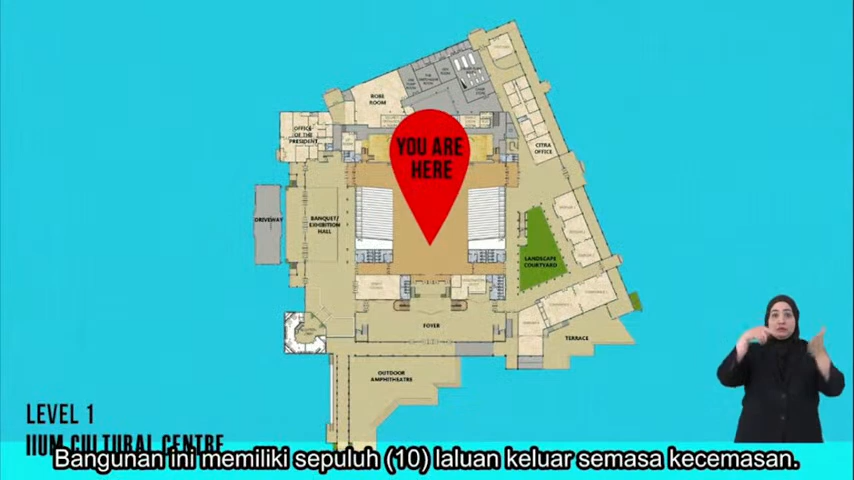 ROBE
ROOM
OFFICE
OF THE
PRESIDENT
YOU ARE
HERE
CITRA
OFFICE
DRIVEWAY
BANQUET/
EXHIBITION
HALL
LANDSCAPE
COURTYARD
FOYER
TERRACE
OUTDOOR
AMPHITHEATRE
LEVEL 1
IIUM CULTURAL CENTRE
Bangunan ini memiliki sepuluh (10) laluan keluar semasa kecemasan.